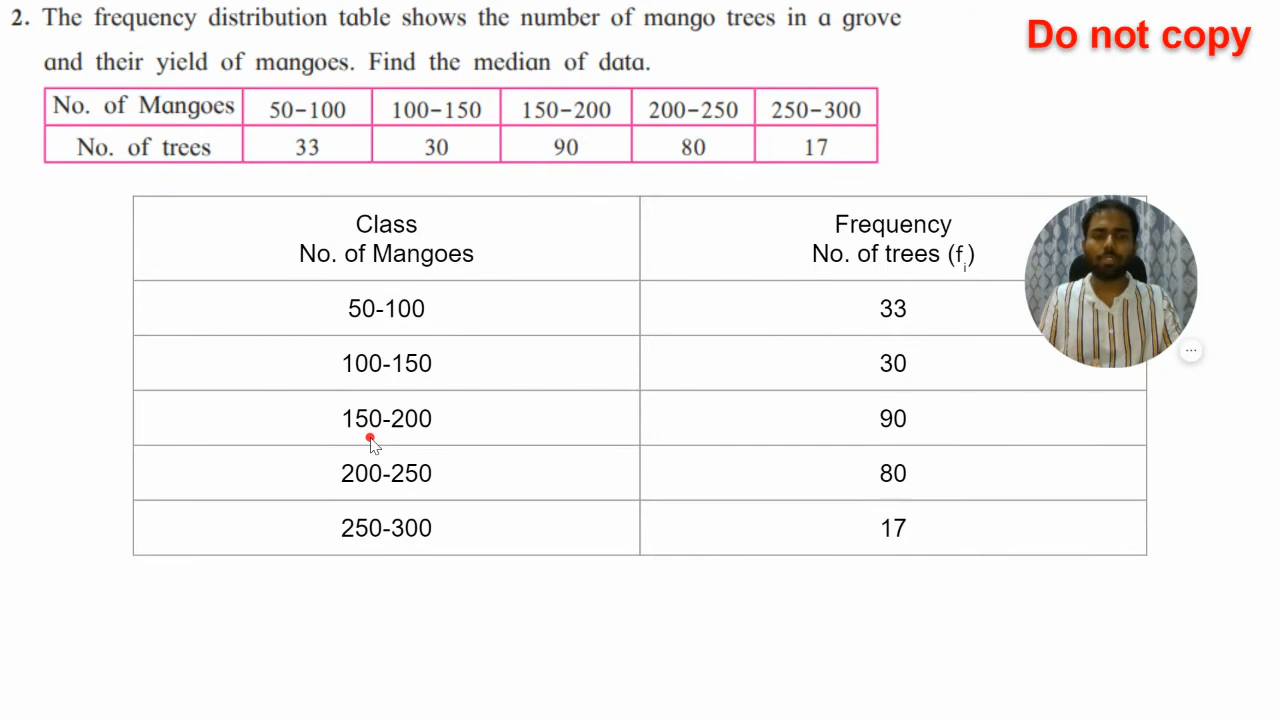 2. The frequency distribution table shows the number of mango trees in a grove
and their yield of mangoes. Find the median of data.
Do not copy
No. of Mangoes 50-100 100-150 150-200 200-250 250-300
No. of trees 33 30 90 80 17
Class
No. of Mangoes
Frequency
No. of trees (fi)
50-100 33
100-150 30
150-200 90
200-250 80
250-300 17